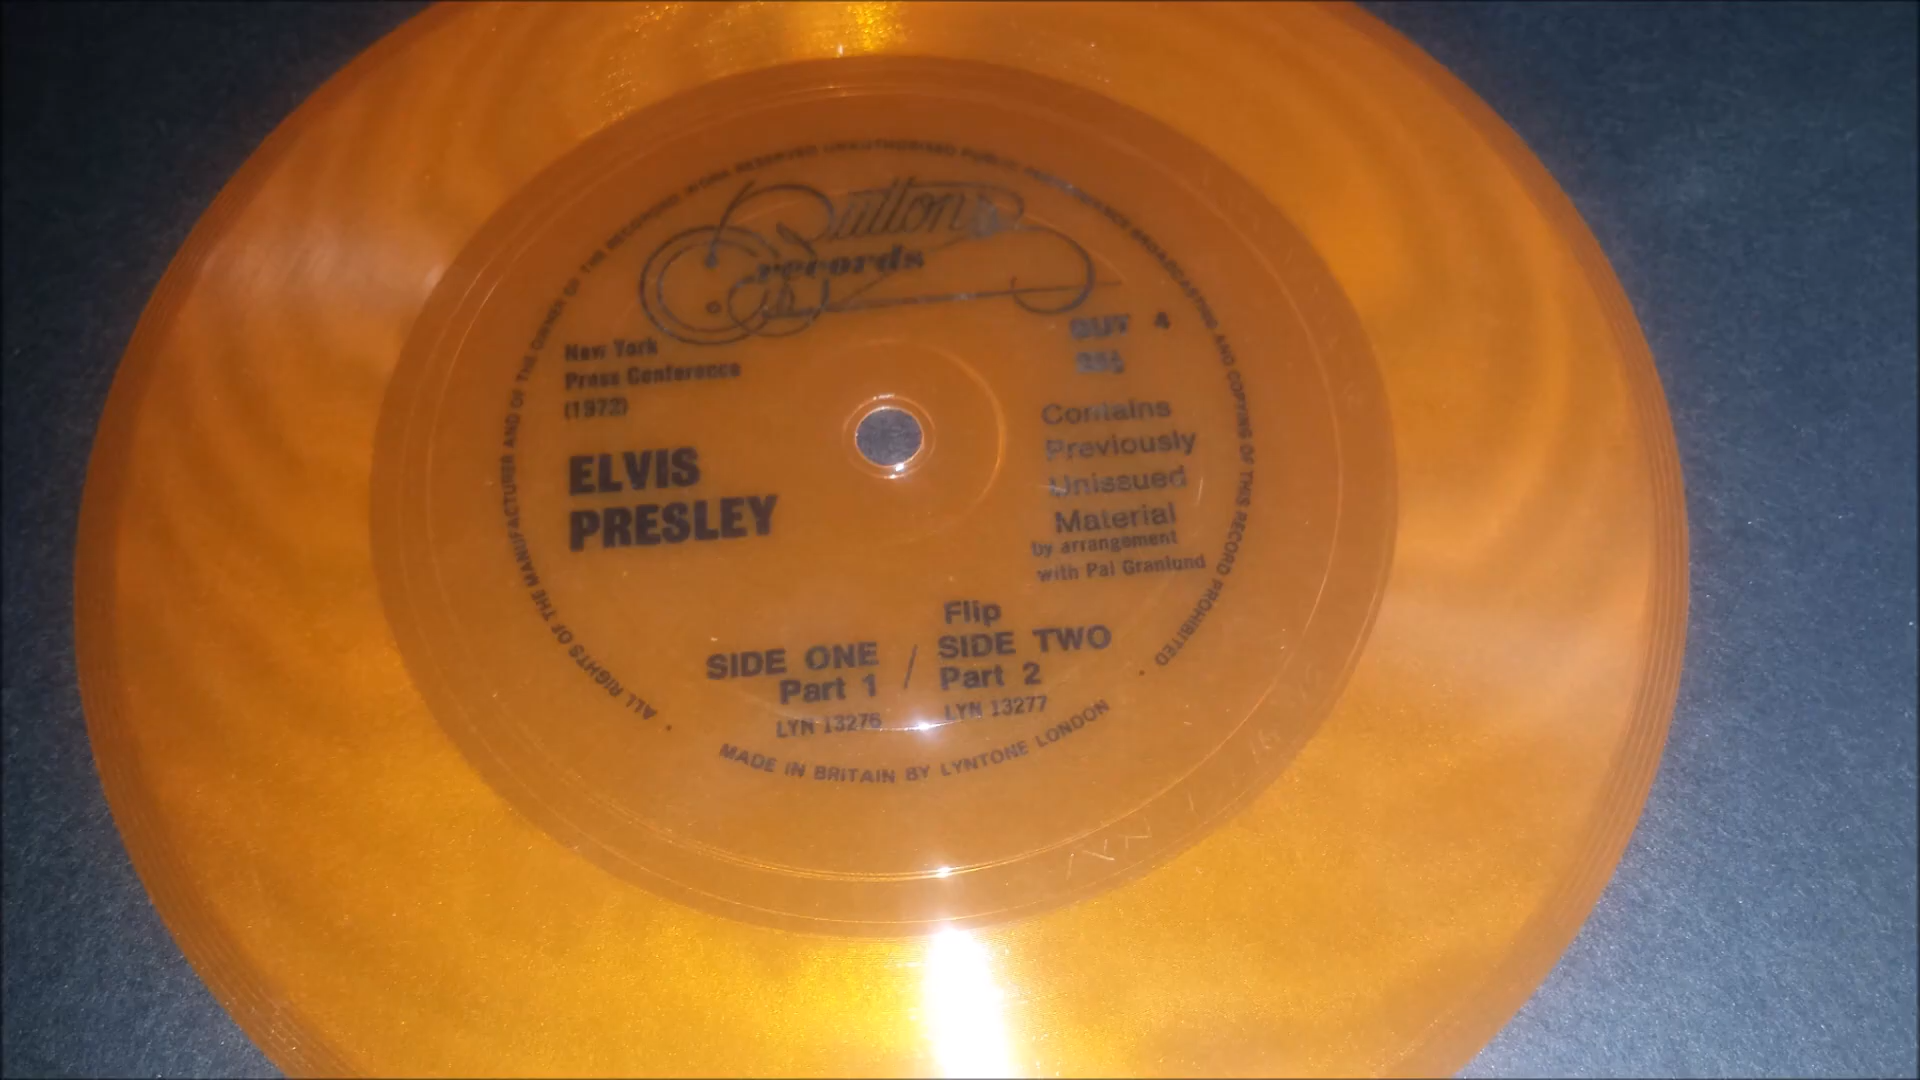 ALL RIGHTS OF THE MANUFACTURER AND OF THE OWNER OF THE RECORDED WORK RESERVED UNAUTHORISED PUBLIC PERFORMANCE BROADCASTING AND COPYING OF THIS RECORD PROHIBITED
records
New York
Press Conference
(1972)
ELVIS
PRESLEY
4
Contains
Previously
Unissued
Material
by arrangement
with Pal Granlund
SIDE ONE /
Part 1
LYN 13276
Flip
SIDE TWO
Part 2
LYN 13277
MADE IN BRITAIN BY LYNTONE LONDON